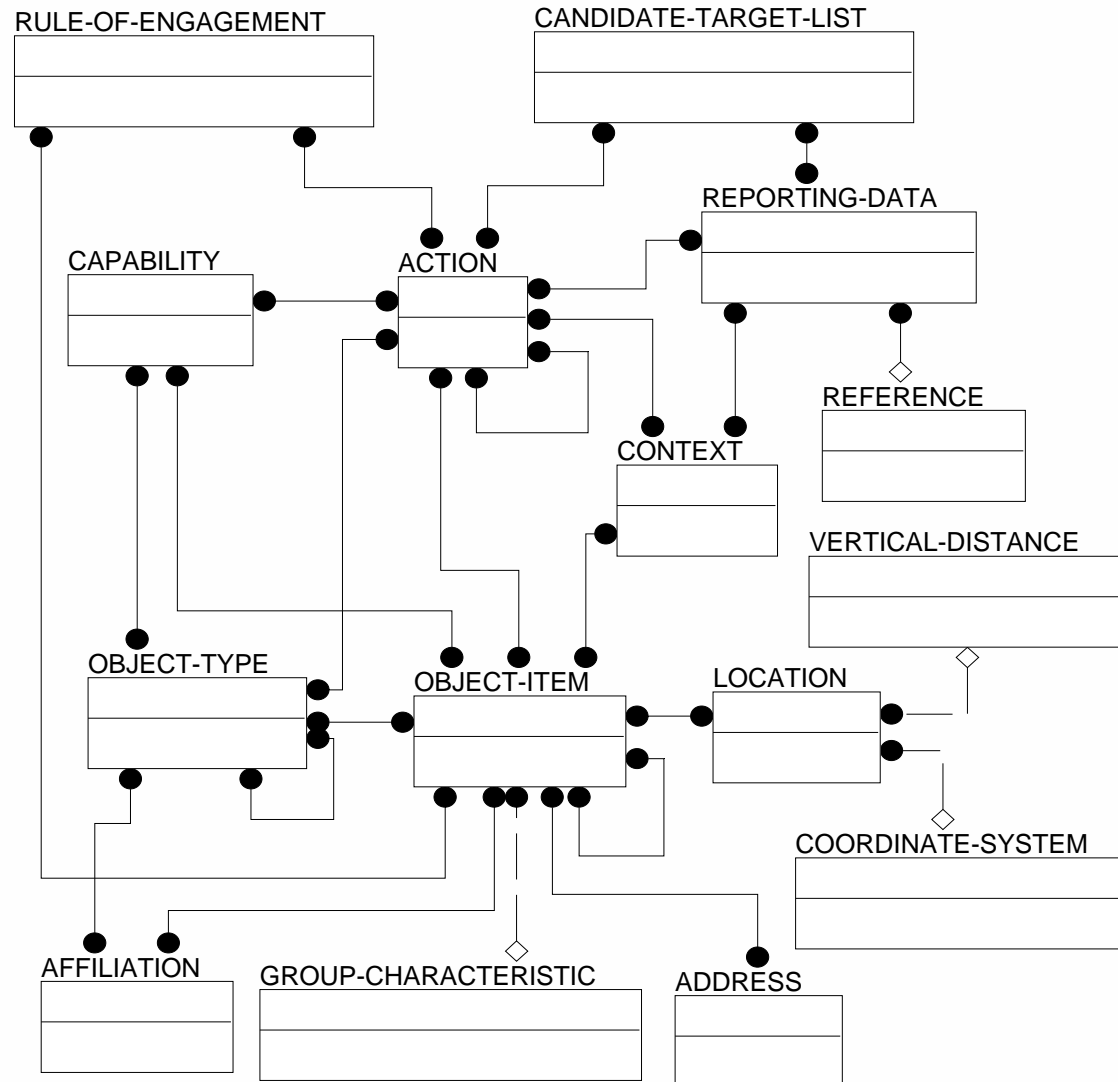 RULE-OF-ENGAGEMENT
CANDIDATE-TARGET-LIST
REPORTING-DATA
CAPABILITY
ACTION
REFERENCE
CONTEXT
VERTICAL-DISTANCE
OBJECT-TYPE
OBJECT-ITEM
LOCATION
COORDINATE-SYSTEM
AFFILIATION
GROUP-CHARACTERISTIC
ADDRESS